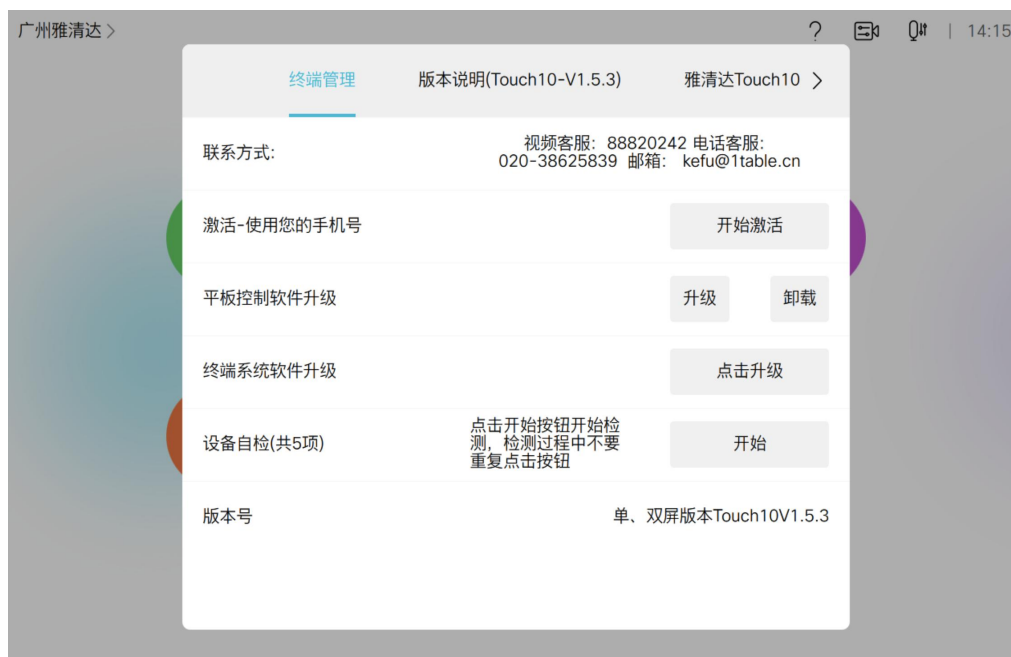 广州雅清达 >
? | 14:15
终端管理 版本说明(Touch10-V1.5.3) 雅清达Touch10 >
联系方式:
视频客服: 88820242 电话客服:
020-38625839 邮箱: kefu@1table.cn
激活-使用您的手机号 开始激活
平板控制软件升级 升级 卸载
终端系统软件升级 点击升级
设备自检(共5项)
点击开始按钮开始检
测, 检测过程中不要
重复点击按钮
开始
版本号 单、双屏版本Touch10V1.5.3